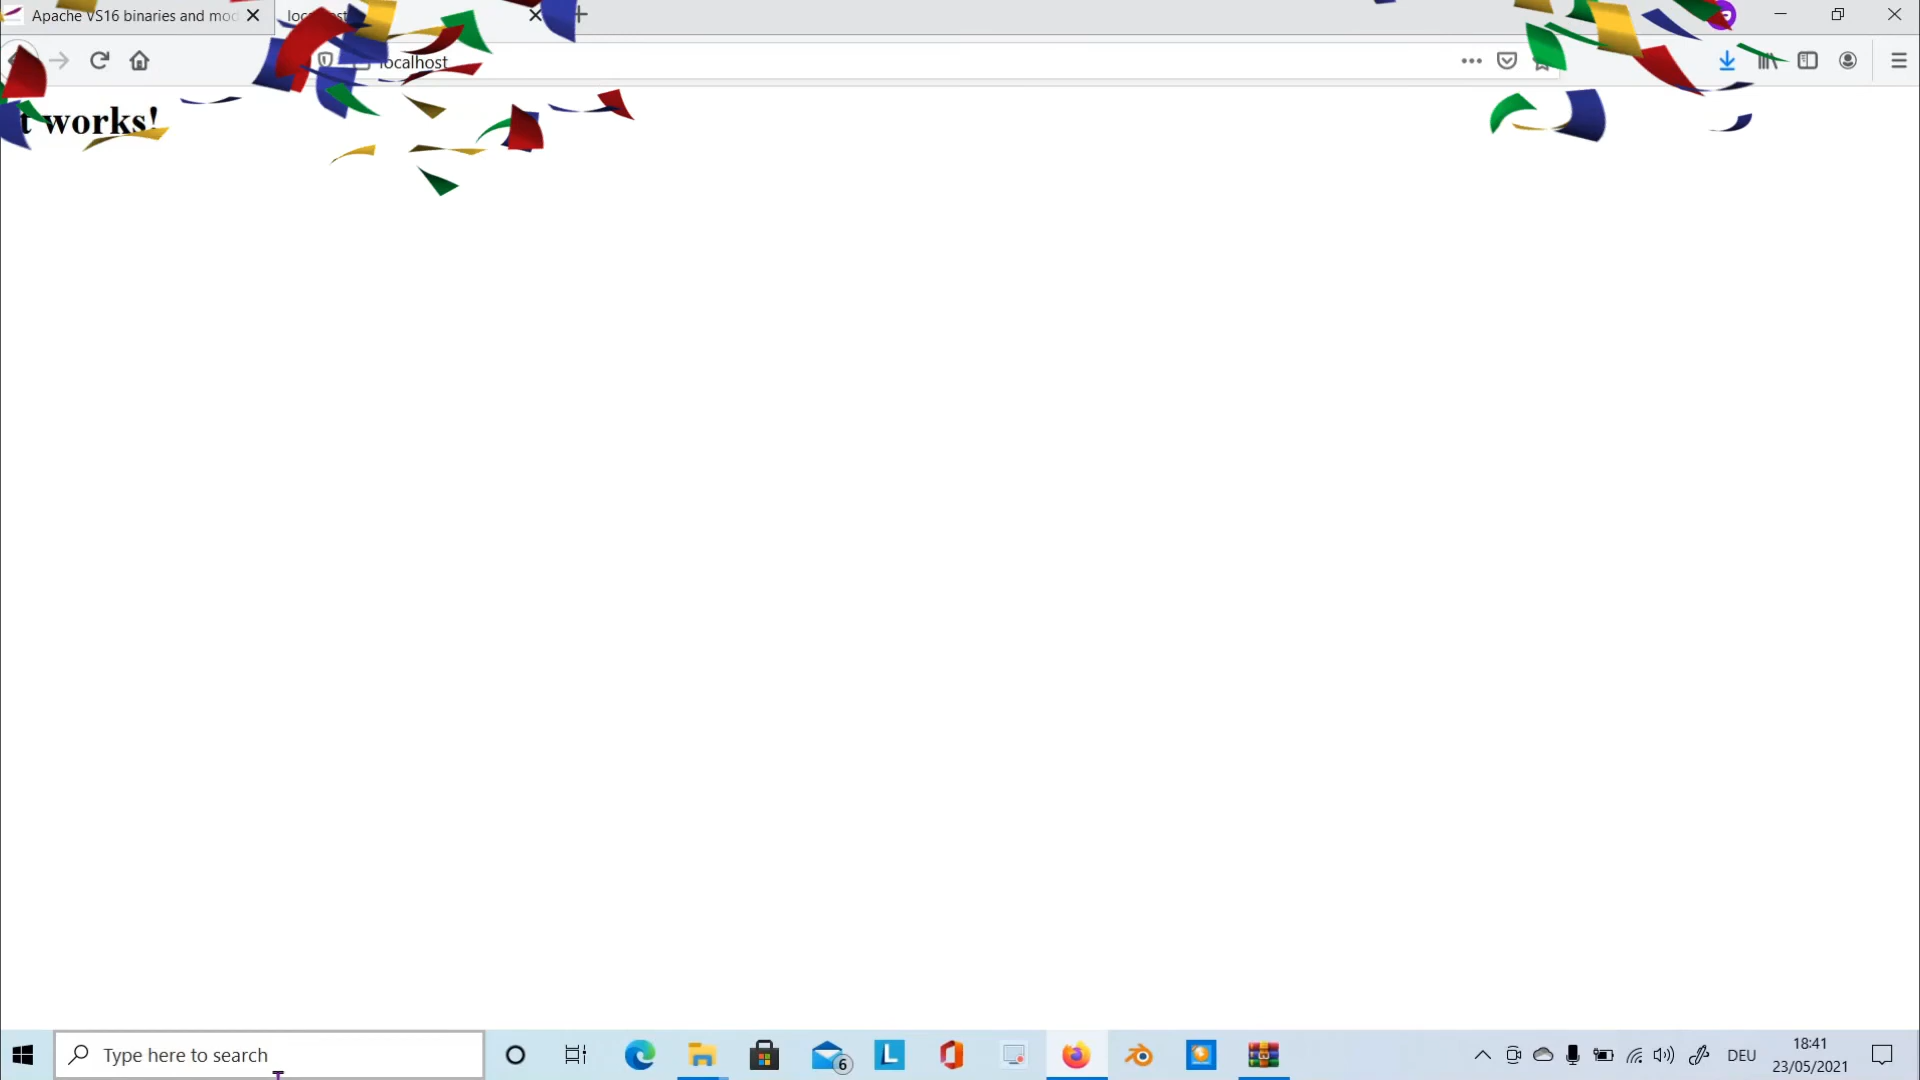 Apache VS16 binaries and mod
localhost
t works!
Type here to search
6
L
DEU
18:41
23/05/2021